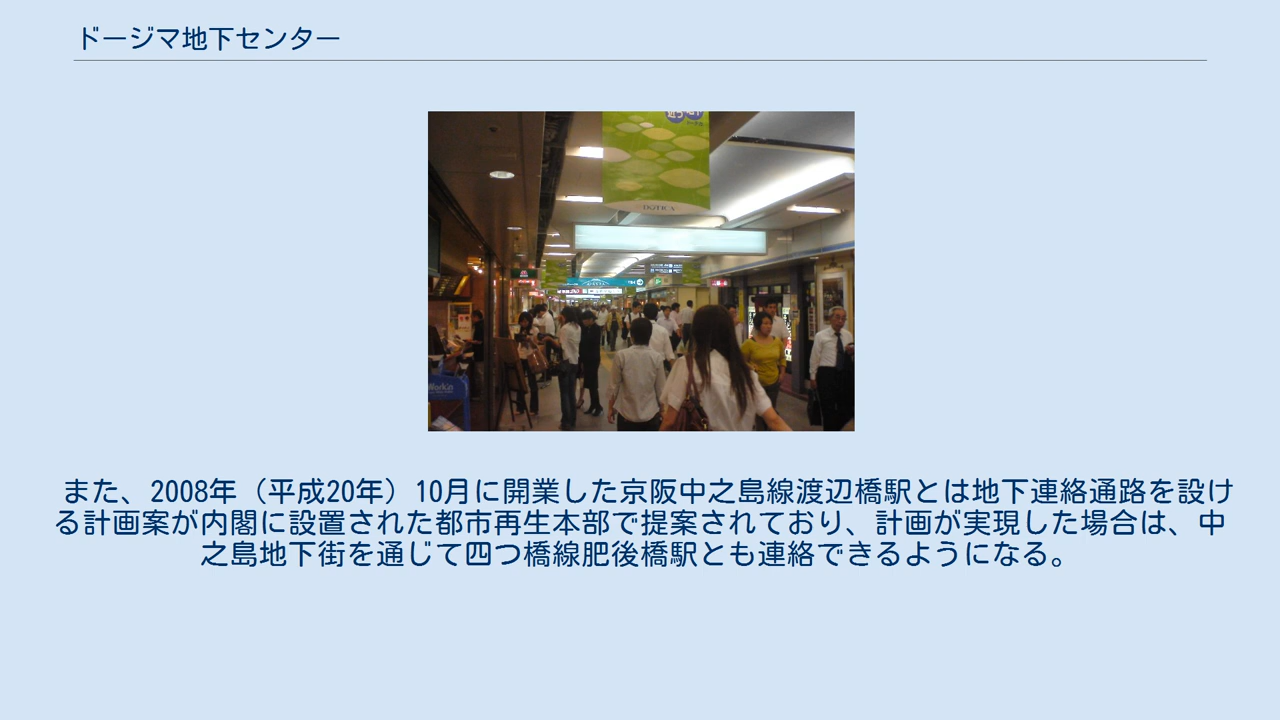 ドージマ地下センター
DOTICA
Work in
また、2008年（平成20年）10月に開業した京阪中之島線渡辺橋駅とは地下連絡通路を設け
る計画案が内閣に設置された都市再生本部で提案されており、計画が実現した場合は、中
之島地下街を通じて四つ橋線肥後橋駅とも連絡できるようになる。